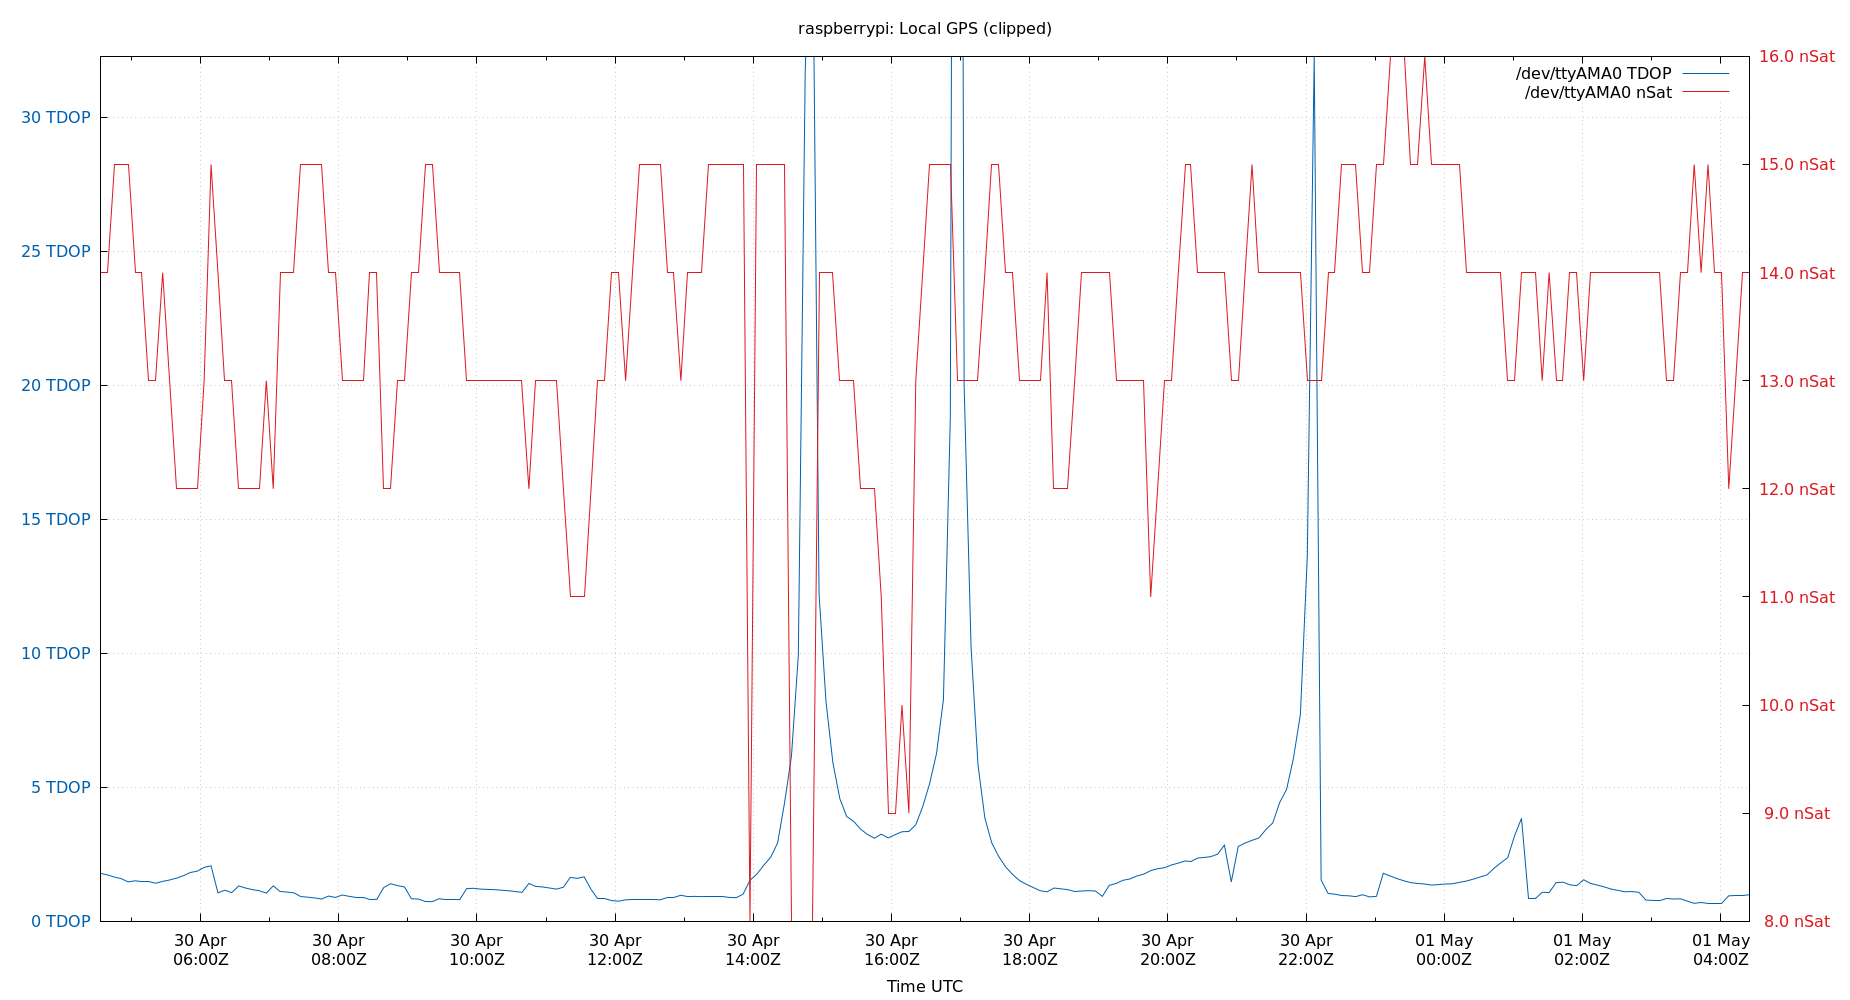 raspberrypi: Local GPS (clipped)
/dev/ttyAMA0 TDOP
/dev/ttyAMA0 nSat
30 TDOP
25 TDOP
20 TDOP
15 TDOP
10 TDOP
5 TDOP
0 TDOP
16.0 nSat
15.0 nSat
14.0 nSat
13.0 nSat
12.0 nSat
11.0 nSat
10.0 nSat
9.0 nSat
8.0 nSat
30 Apr 30 Apr 30 Apr 30 Apr 30 Apr 30 Apr 30 Apr 30 Apr 30 Apr 01 May 01 May 01 May
06:00Z 08:00Z 10:00Z 12:00Z 14:00Z 16:00Z 18:00Z 20:00Z 22:00Z 00:00Z 02:00Z 04:00Z
Time UTC